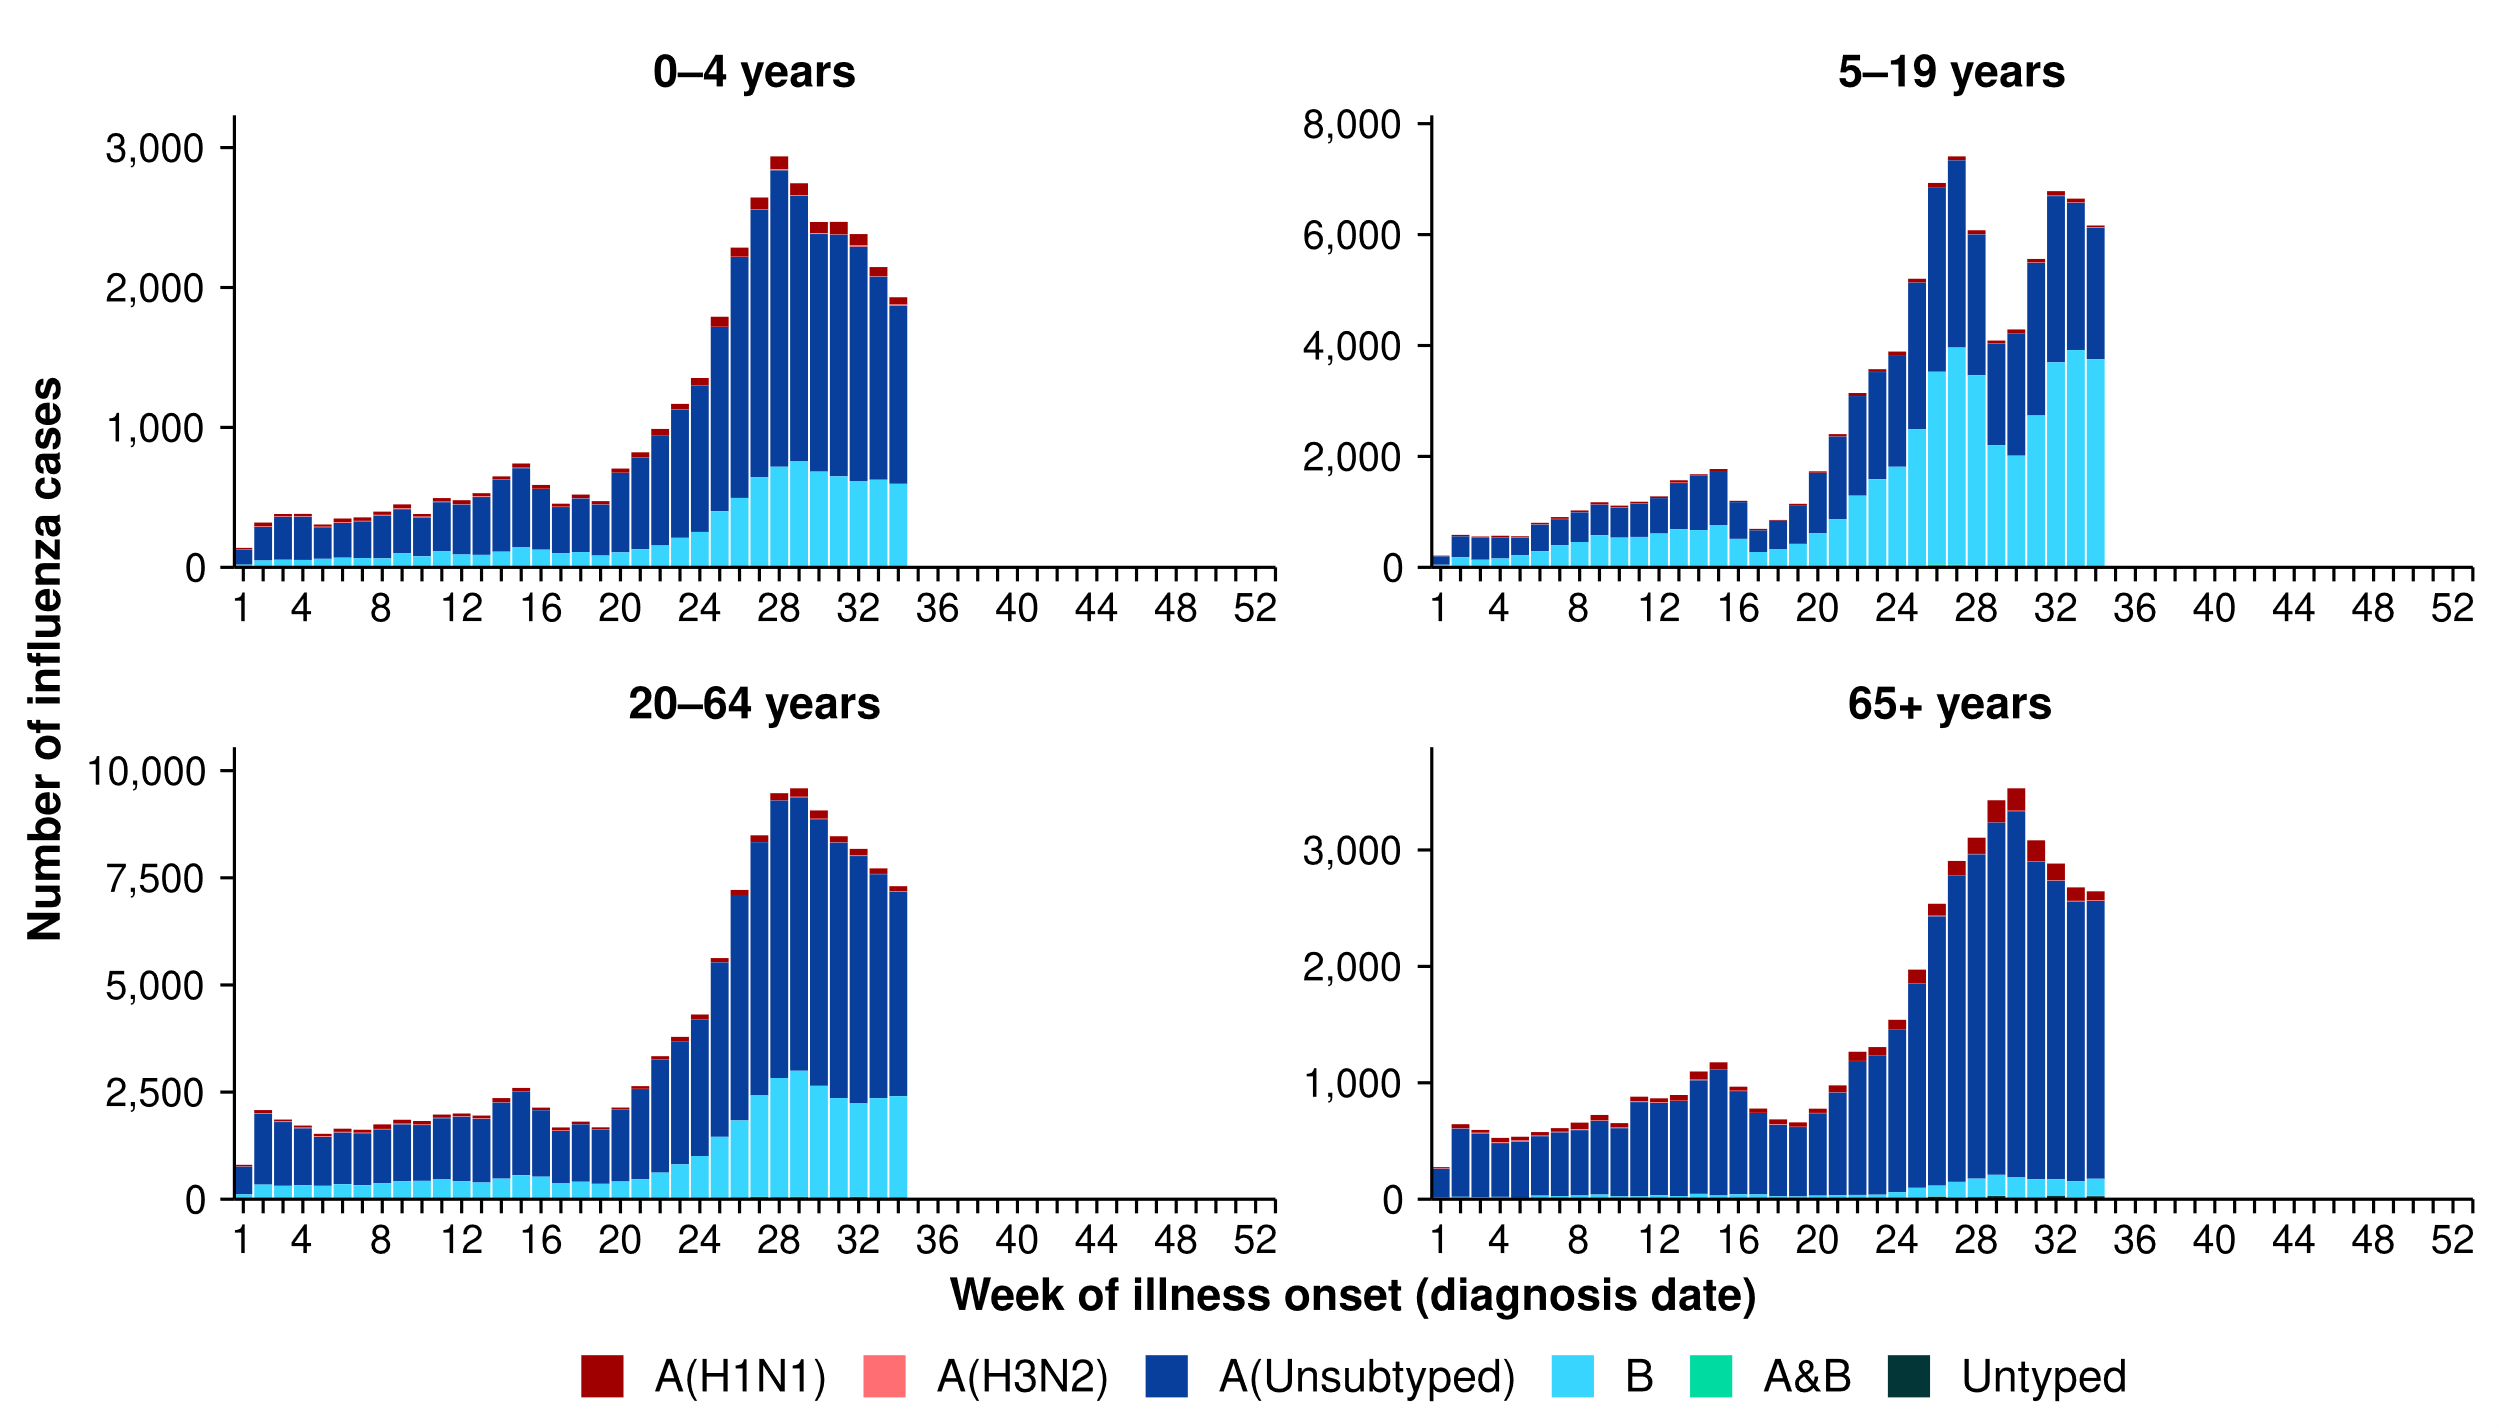 0–4 years
5–19 years
3,000
2,000
1,000
0
1 4 8 12 16 20 24 28 32 36 40 44 48 52
8,000
6,000
4,000
2,000
0
1 4 8 12 16 20 24 28 32 36 40 44 48 52
Number of influenza cases
20–64 years
65+ years
10,000
7,500
5,000
2,500
0
1 4 8 12 16 20 24 28 32 36 40 44 48 52
3,000
2,000
1,000
0
1 4 8 12 16 20 24 28 32 36 40 44 48 52
Week of illness onset (diagnosis date)
A(H1N1) A(H3N2) A(Unsubtyped) B A&B Untyped